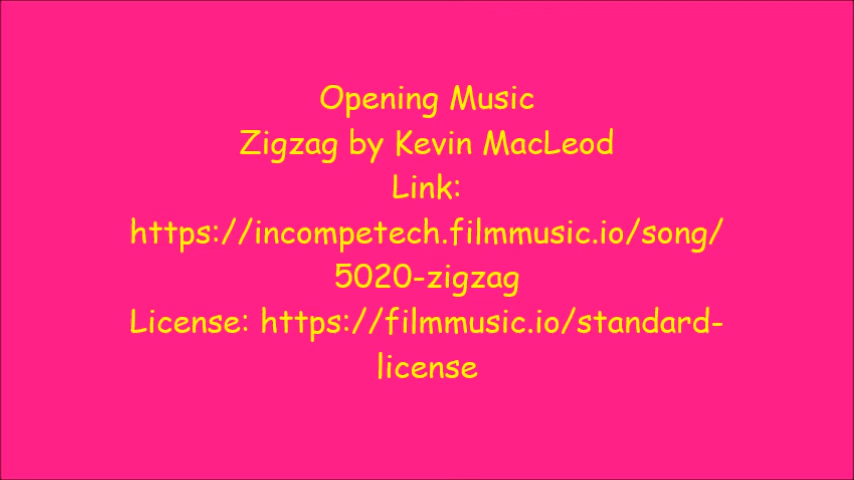 Opening Music
Zigzag by Kevin MacLeod
Link:
https://incompetech.filmmusic.io/song/
5020-zigzag
License: https://filmmusic.io/standard-
license